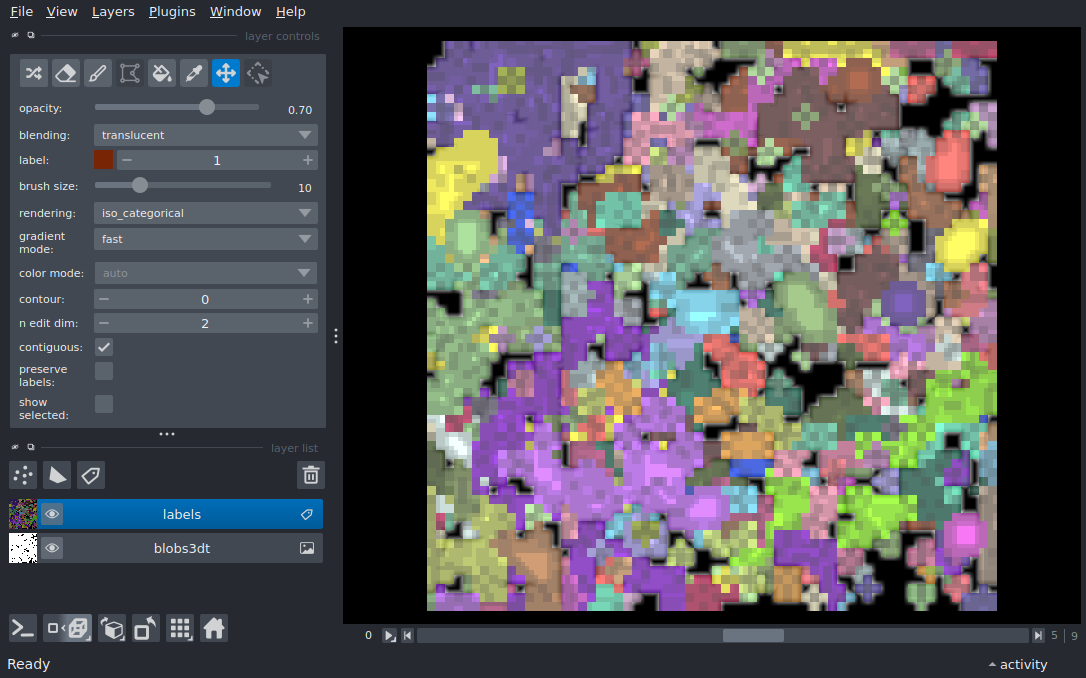 File View Layers Plugins Window Help
layer controls
opacity: 0.70
blending: translucent
label: 1
brush size: 10
rendering: iso_categorical
gradient
mode: fast
color mode: auto
contour: 0
n edit dim: 2
contiguous:
preserve
labels:
show
selected:
layer list
labels
blobs3dt
0 5 | 9
Ready activity